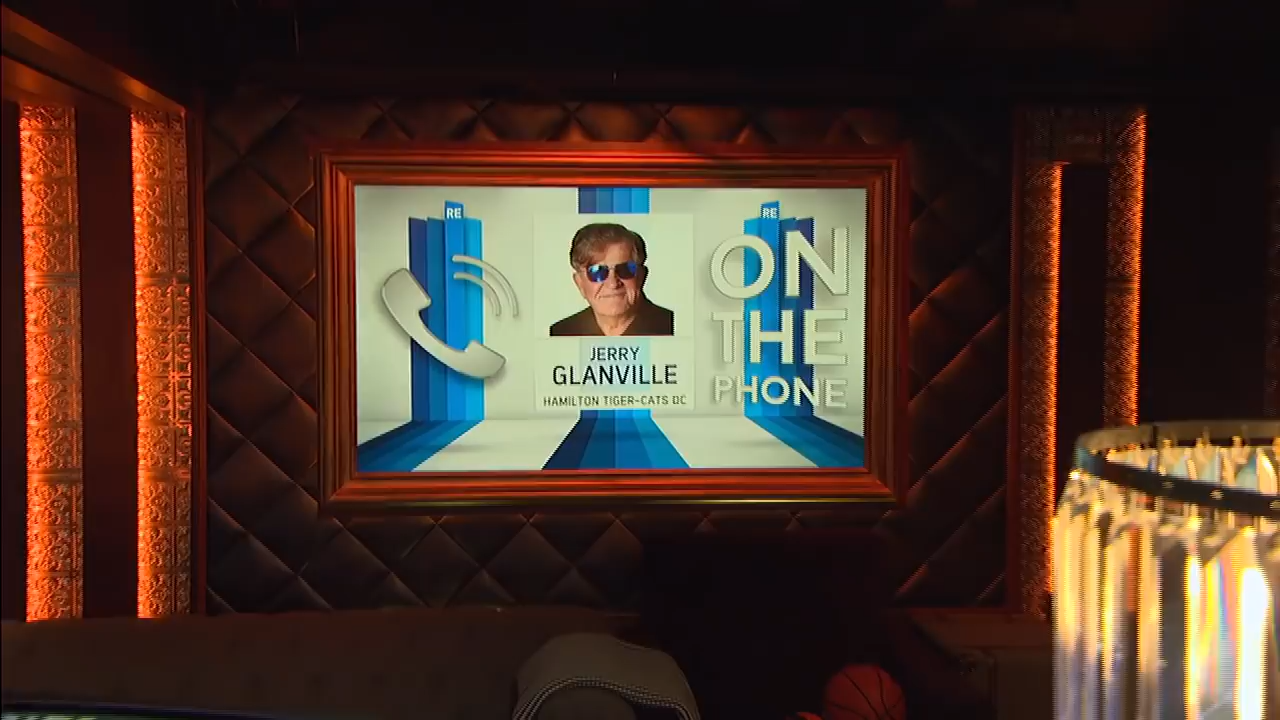 RE
RE
ON
THE
PHONE
JERRY
GLANVILLE
HAMILTON TIGER-CATS DC